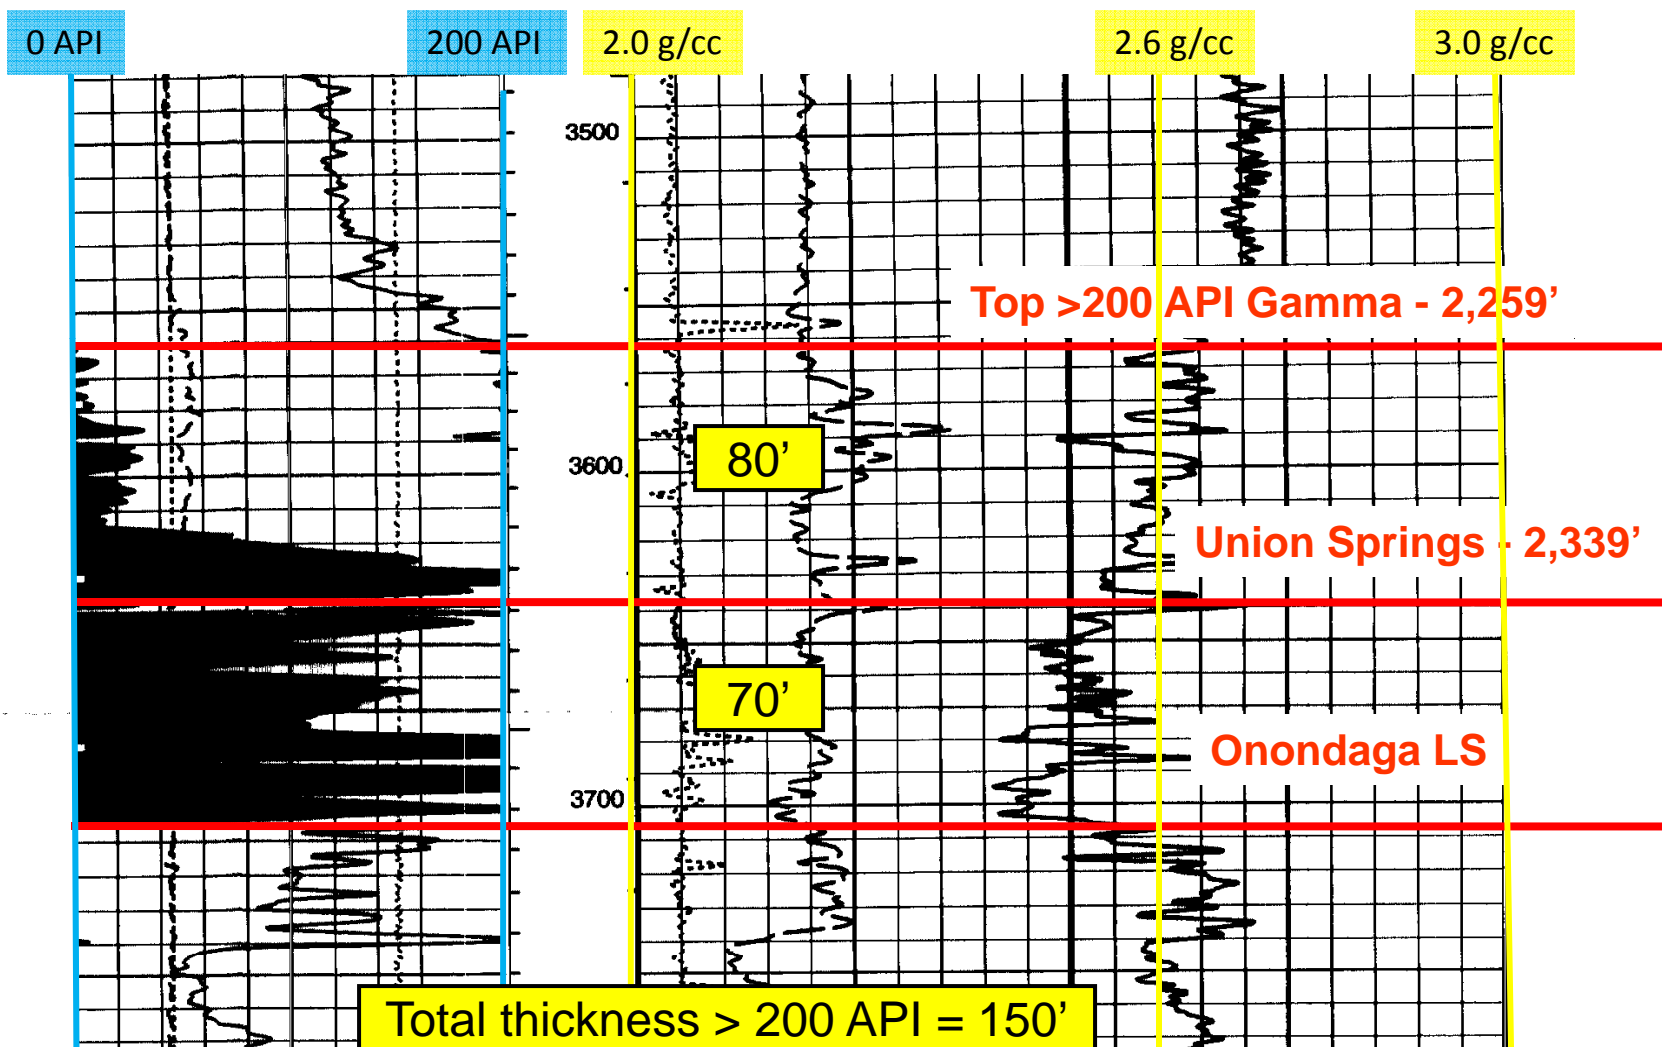 0 API
200 API
2.0 g/cc
2.6 g/cc
3.0 g/cc
3500
Top >200 API Gamma - 2,259’
80’
3600
Union Springs - 2,339’
70’
Onondaga LS
3700
Total thickness > 200 API = 150’